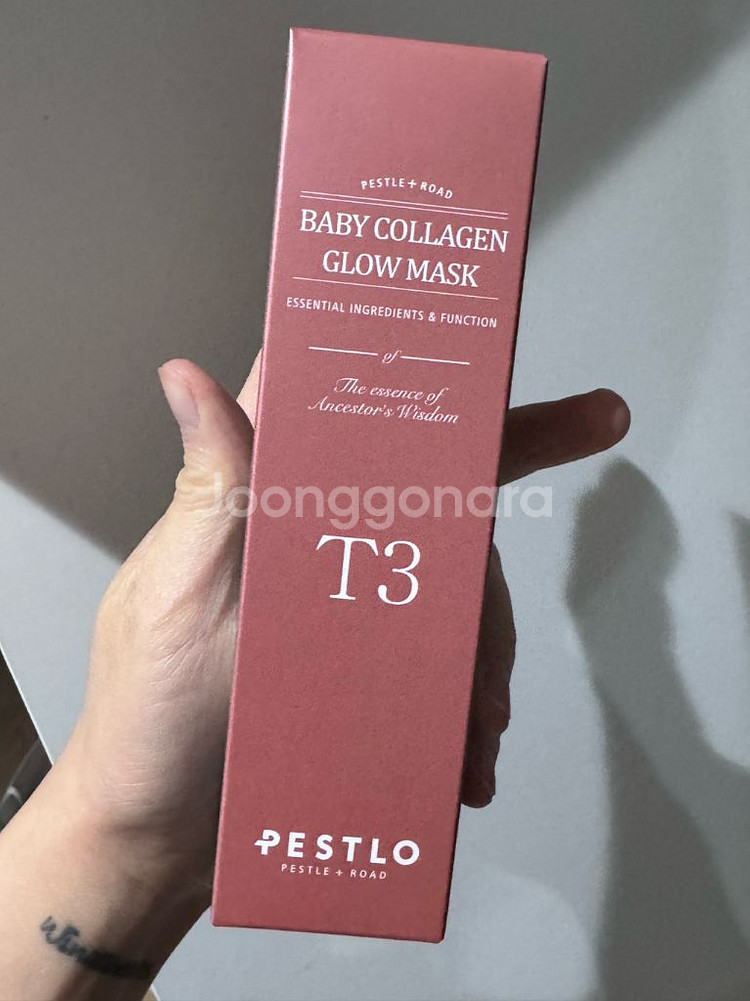 PESTLE+ROAD
BABY COLLAGEN
GLOW MASK
ESSENTIAL INGREDIENTS & FUNCTION
of
The essence of
Ancestor's Wisdom
Joonggonara
T3
PESTLO
PESTLE + ROAD